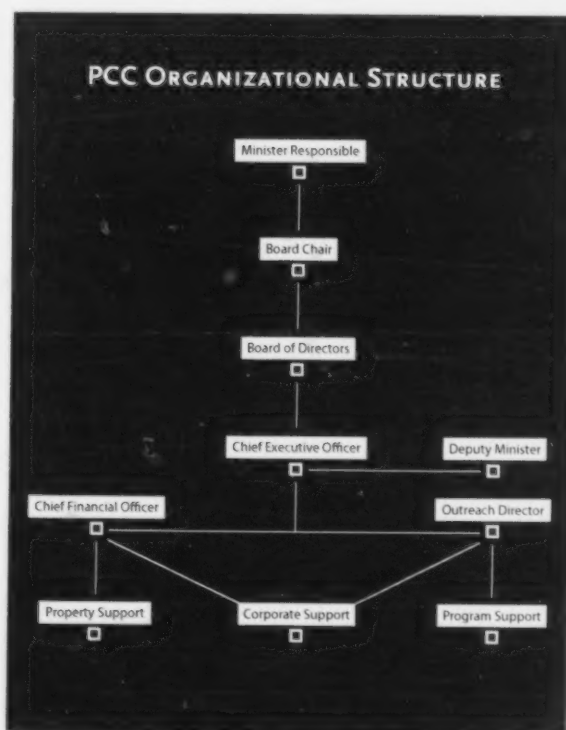 PCC ORGANIZATIONAL STRUCTURE
Minister Responsible
Board Chair
Board of Directors
Chief Executive Officer
Deputy Minister
Chief Financial Officer
Outreach Director
Property Support
Corporate Support
Program Support